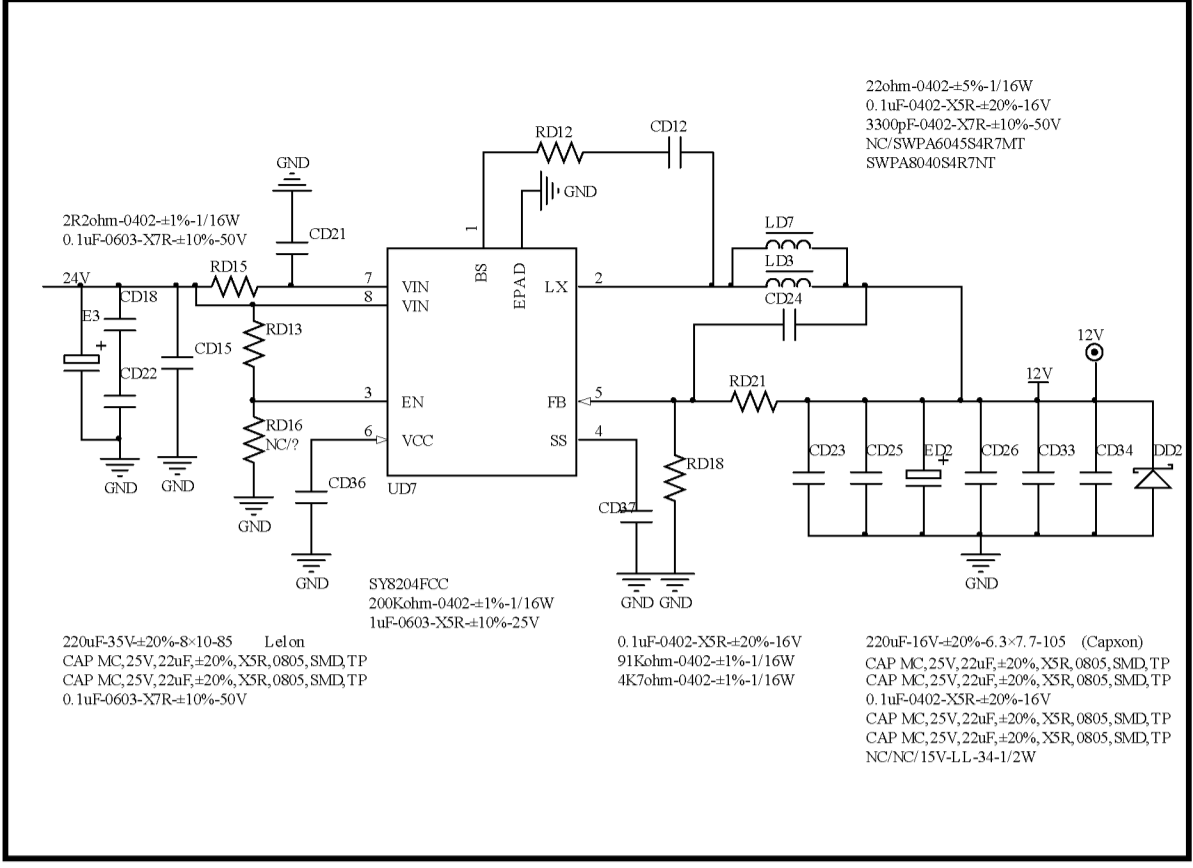 22ohm-0402-±5%-1/16W
0.1uF-0402-X5R-±20%-16V
3300pF-0402-X7R-±10%-50V
NC/SWPA6045S4R7MT
SWPA8040S4R7NT
RD12
CD12
GND
GND
2R2ohm-0402-±1%-1/16W
0.1uF-0603-X7R-±10%-50V
CD21
1
LD7
LD3
24V
RD15
7
VIN
BS
EPAD
LX
2
8
VIN
CD18
CD24
E3
+
RD13
CD15
12V
CD22
RD21
12V
3
EN
FB
5
RD16
NC/?
6
VCC
SS
4
CD23
CD25
ED2
+
CD26
CD33
CD34
DD2
RD18
GND
GND
CD36
UD7
CD37
GND
GND
GND
GND
GND
SY8204FCC
200Kohm-0402-±1%-1/16W
1uF-0603-X5R-±10%-25V
220uF-35V-±20%-8×10-85 Lelon
CAP MC,25V,22uF,±20%,X5R,0805,SMD,TP
CAP MC,25V,22uF,±20%,X5R,0805,SMD,TP
0.1uF-0603-X7R-±10%-50V
0.1uF-0402-X5R-±20%-16V
91Kohm-0402-±1%-1/16W
4K7ohm-0402-±1%-1/16W
220uF-16V-±20%-6.3×7.7-105 (Capxon)
CAP MC,25V,22uF,±20%,X5R,0805,SMD,TP
CAP MC,25V,22uF,±20%,X5R,0805,SMD,TP
0.1uF-0402-X5R-±20%-16V
CAP MC,25V,22uF,±20%,X5R,0805,SMD,TP
CAP MC,25V,22uF,±20%,X5R,0805,SMD,TP
NC/NC/15V-LL-34-1/2W